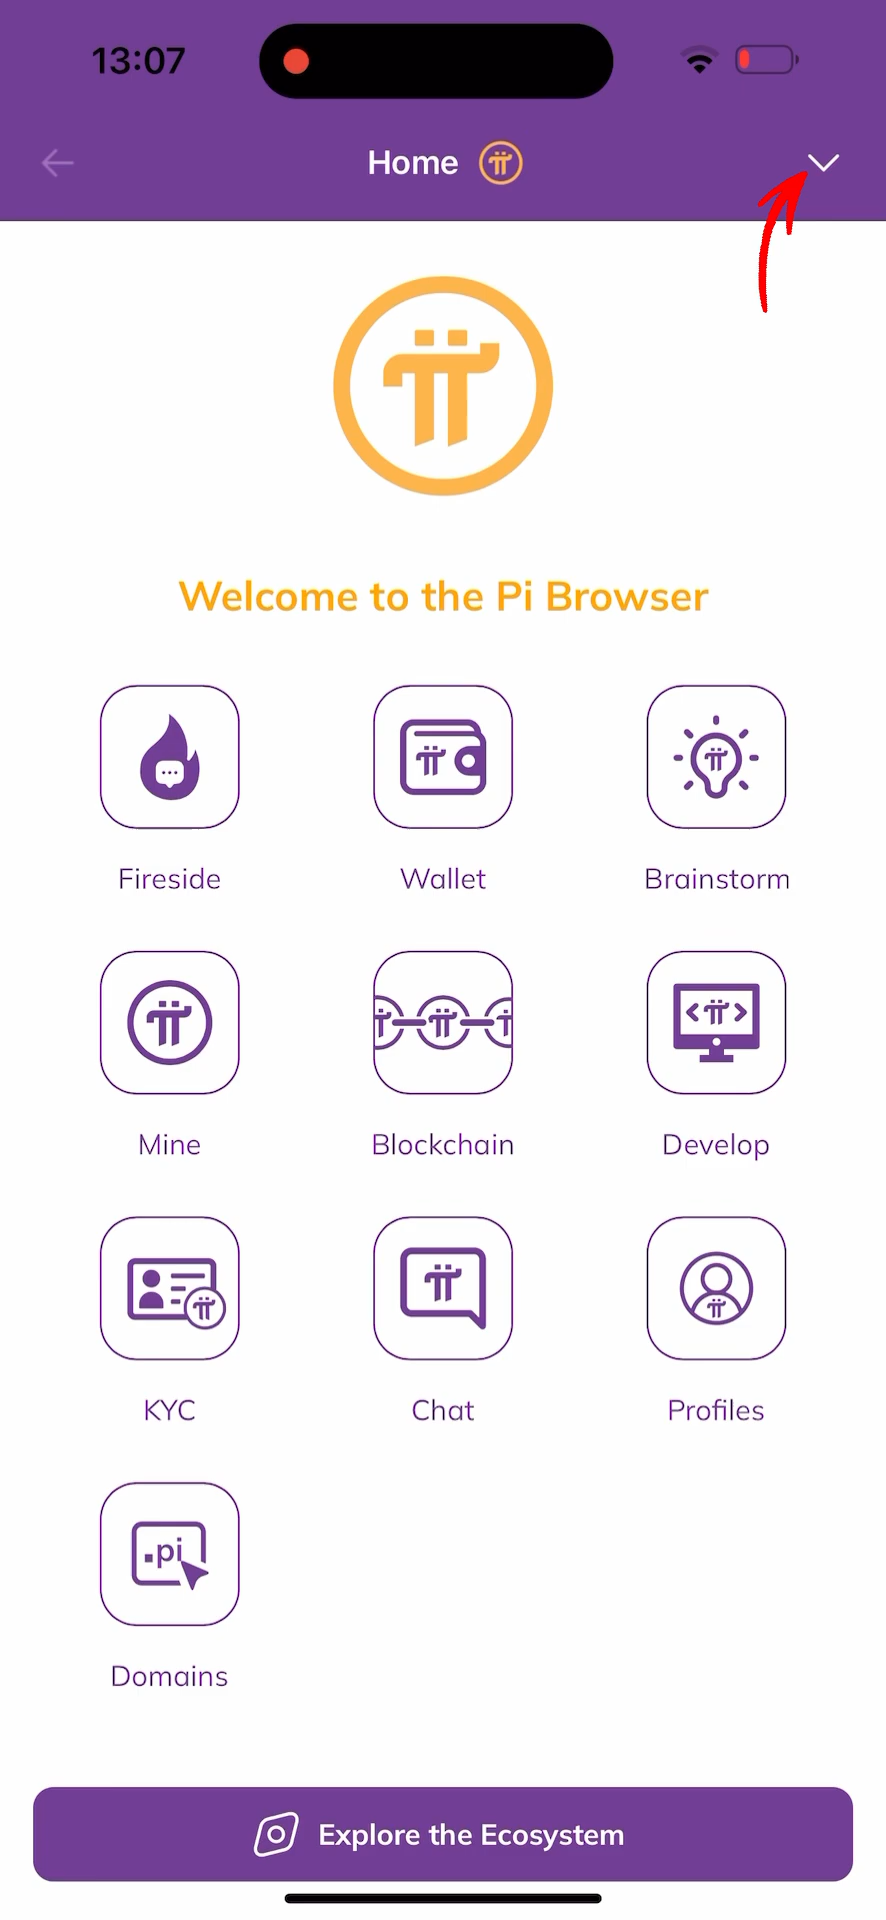 13:07
Home
Welcome to the Pi Browser
Fireside
Wallet
Brainstorm
Mine
Blockchain
Develop
KYC
Chat
Profiles
.pi
Domains
Explore the Ecosystem